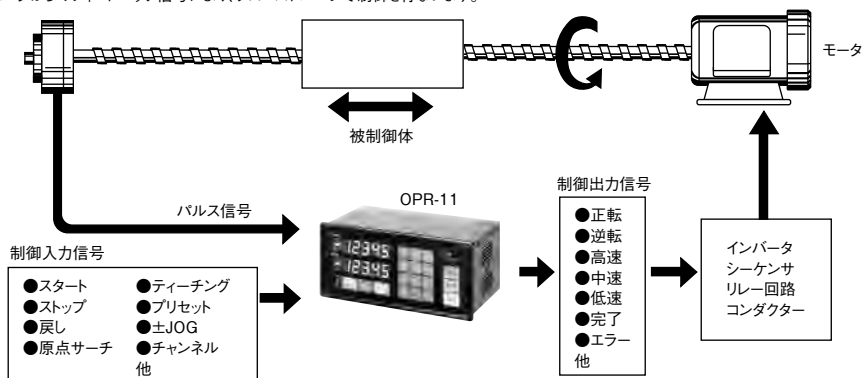 モータ
被制御体
パルス信号
OPR-11
12345
12345
制御入力信号
●スタート
●ストップ
●戻し
●原点サーチ
●ティーチング
●プリセット
●±JOG
●チャンネル
他
制御出力信号
●正転
●逆転
●高速
●中速
●低速
●完了
●エラー
他
インバータ
シーケンサ
リレー回路
コンダクター